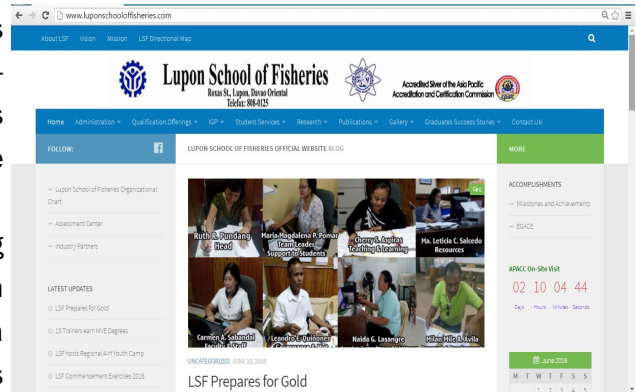 www.luponschooloffisheries.com
About LSF Vision Mission LSF Directional Map
Lupon School of Fisheries
Roxas St., Lupon, Davao Oriental
Telefax: 808-0125
Accredited Silver of the Asia Pacific
Accreditation and Certification Commission
Home Administration Qualification Offerings IGP Student Services Research Publications Gallery Graduates Success Stories Contact Us!
FOLLOW:
LUPON SCHOOL OF FISHERIES OFFICIAL WEBSITE BLOG
MORE
Lupon School of Fisheries Organizational
Chart
Assessment Center
Industry Partners
LATEST UPDATES
LSF Prepares for Gold
13 Trainers earn MVE Degrees
LSF hosts Regional 4-H Youth Camp
LSF Commencement Exercises 2016
Ruth R. Pundang
Head
Maria Magdalena P. Pomar
Team Leader
Support to Students
Cherry S. Aspiras
Teaching & Learning
Ma. Leticia C. Salcedo
Resources
Carmen A. Sabandal
Leandro E. Quiñones
Naida G. Lasangre
Milan Mile A. Avila
UNCATEGORIZED JUNE 20, 2016
LSF Prepares for Gold
ACCOMPLISHMENTS
Milestones and Achievements
EGACE
APACC On-Site Visit
02 10 04 44
Days Hours Minutes Seconds
June 2016
M T W T F S S
1 2 3 4 5